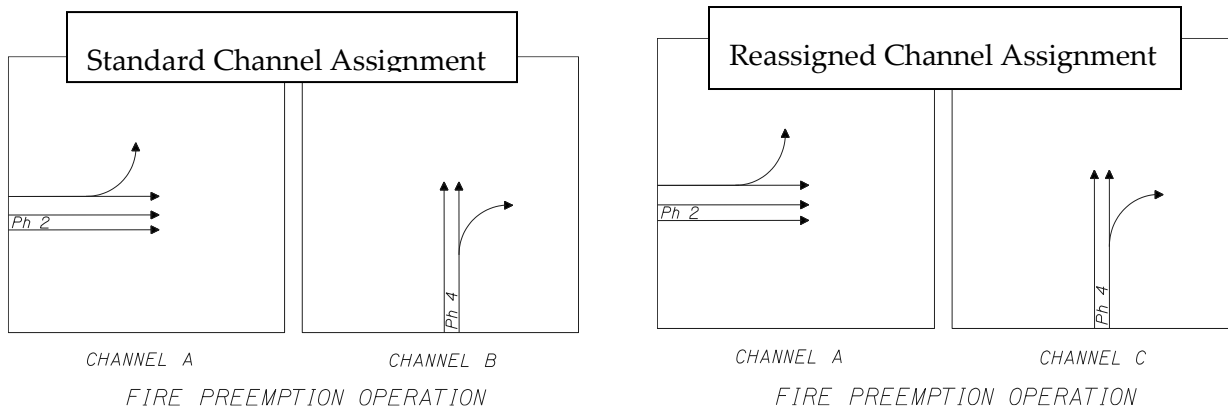 Standard Channel Assignment
Ph 2
Ph 4
CHANNEL A
CHANNEL B
FIRE PREEMPTION OPERATION
Reassigned Channel Assignment
Ph 2
Ph 4
CHANNEL A
CHANNEL C
FIRE PREEMPTION OPERATION